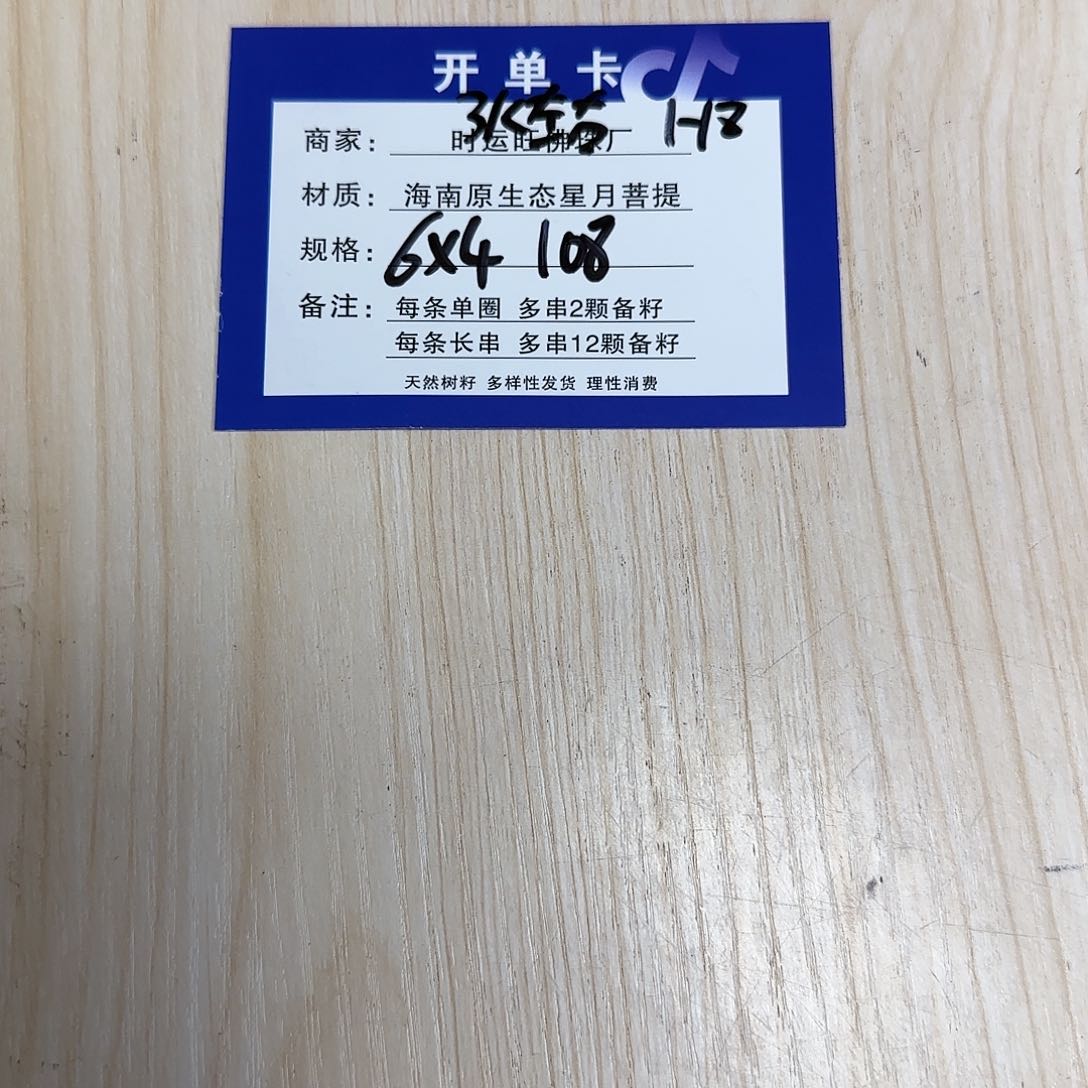 开单卡
商家： 时运旺佛珠厂
材质： 海南原生态星月菩提
规格： 6x4 108
备注： 每条单圈 多串2颗备籽
每条长串 多串12颗备籽
天然树籽 多样性发货 理性消费